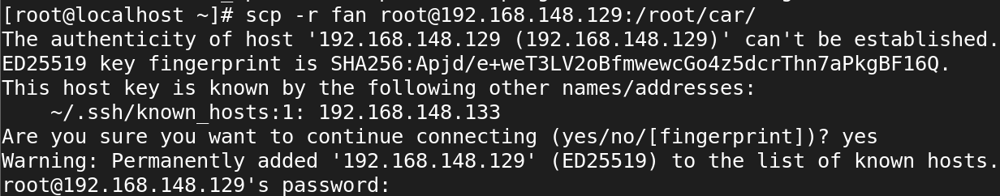 [root@localhost ~]# scp -r fan root@192.168.148.129:/root/car/
The authenticity of host '192.168.148.129 (192.168.148.129)' can't be established.
ED25519 key fingerprint is SHA256:Apjd/e+weT3LV2oBfmwewcGo4z5dcrThn7aPkgBF16Q.
This host key is known by the following other names/addresses:
    ~/.ssh/known_hosts:1: 192.168.148.133
Are you sure you want to continue connecting (yes/no/[fingerprint])? yes
Warning: Permanently added '192.168.148.129' (ED25519) to the list of known hosts.
root@192.168.148.129's password: